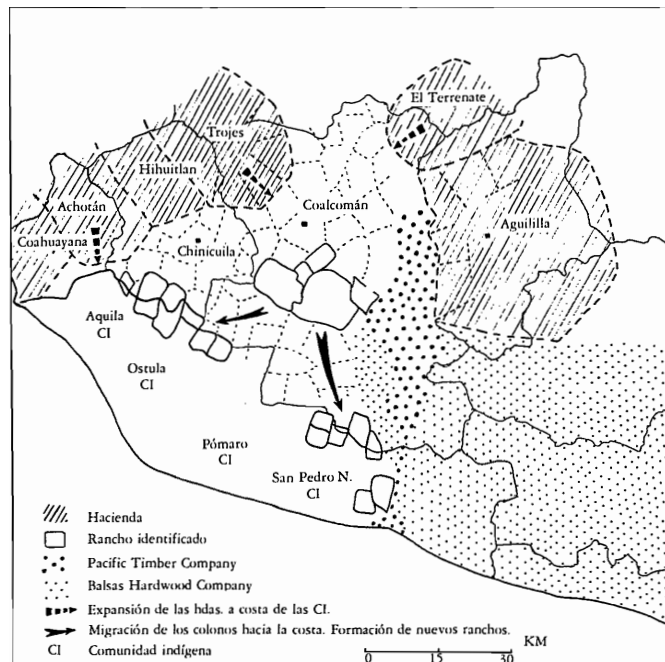 El Terrenate
Trojes
Hihuitlan
Achotán
Coalcomán
Aguililla
Coahuayana
Chinicuila
Aquila
CI
Ostula
CI
Pómaro
CI
San Pedro N.
CI
Hacienda
Rancho identificado
Pacific Timber Company
Balsas Hardwood Company
Expansión de las hdas. a costa de las CI.
Migración de los colonos hacia la costa. Formación de nuevos ranchos.
CI Comunidad indígena
KM
0 15 30